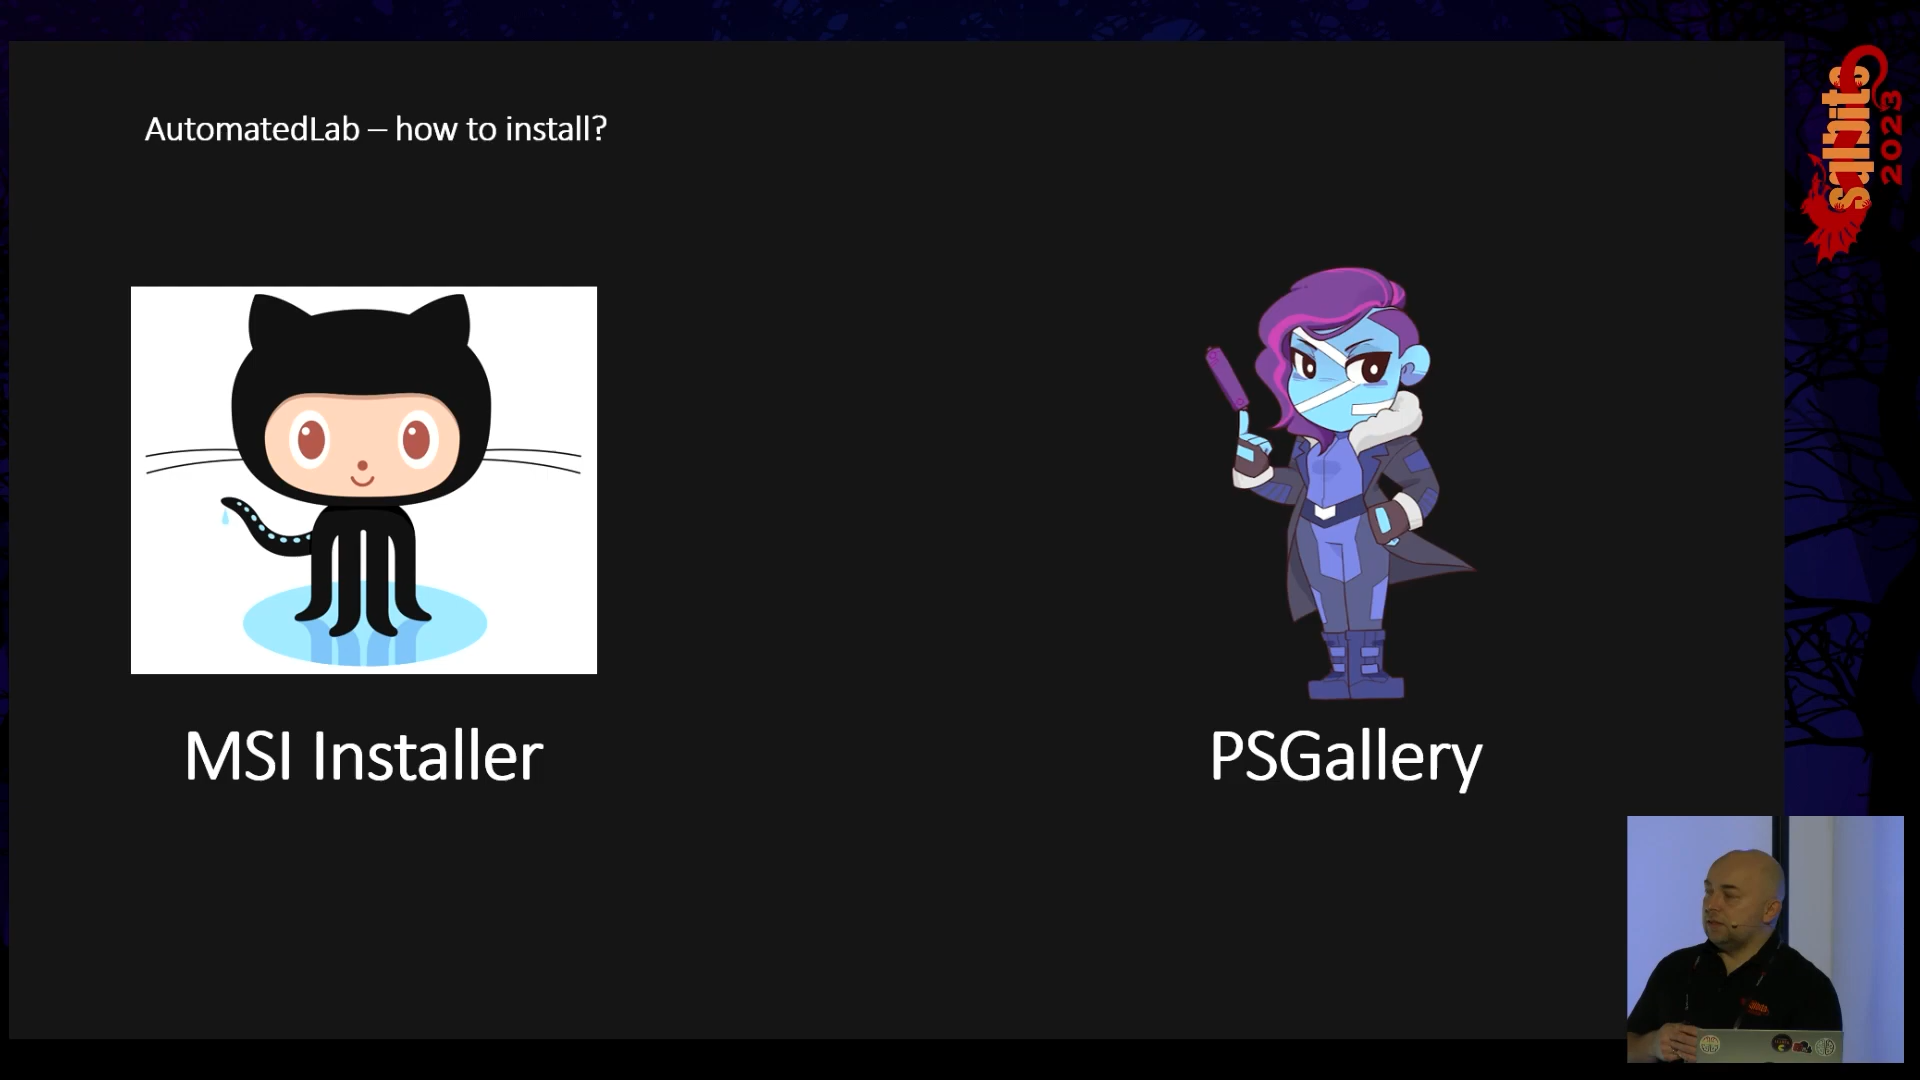 AutomatedLab – how to install?
sqlbits
2023
MSI Installer
PSGallery